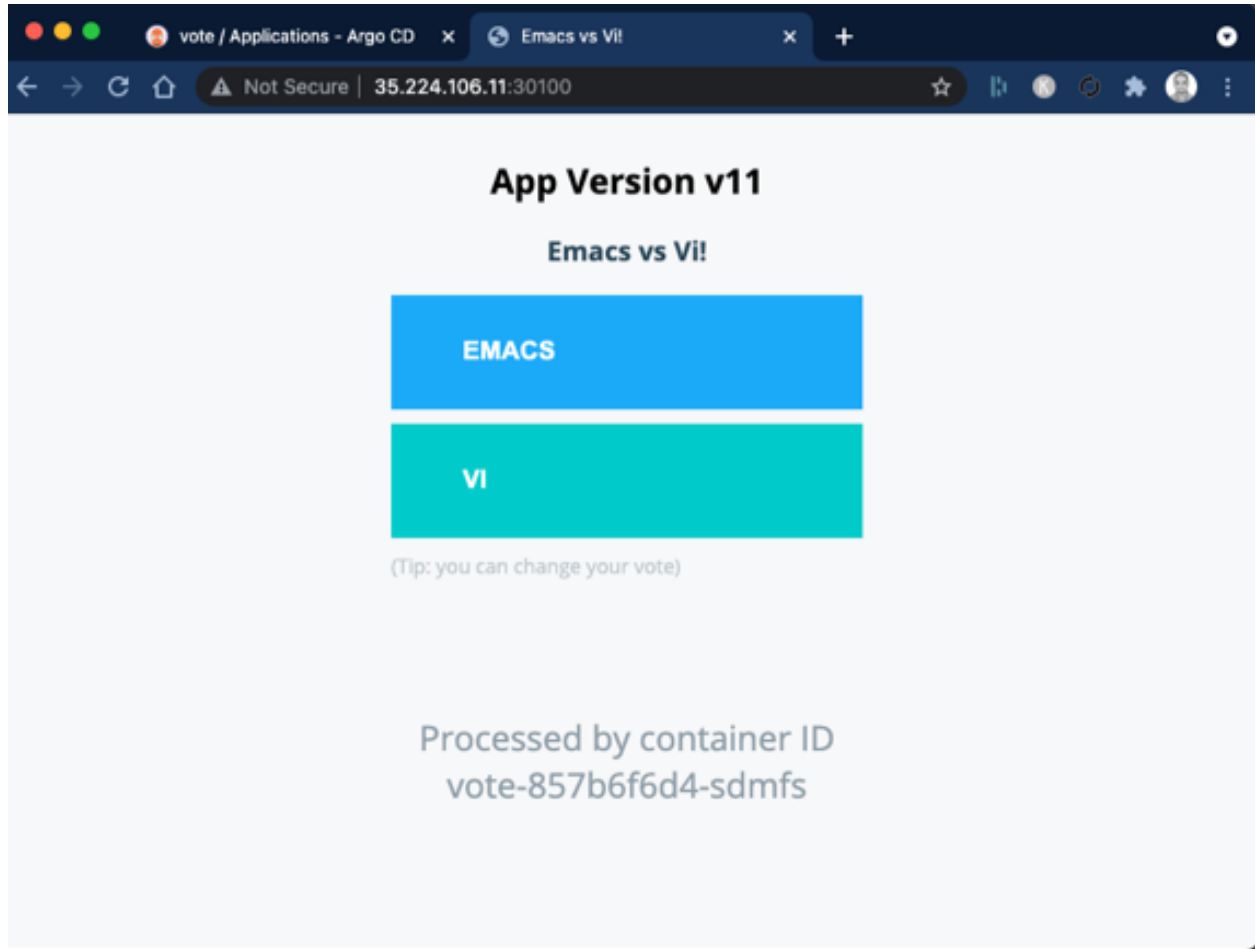 vote / Applications - Argo CD
Emacs vs Vi!
Not Secure | 35.224.106.11:30100
App Version v11
Emacs vs Vi!
EMACS
VI
(Tip: you can change your vote)
Processed by container ID
vote-857b6f6d4-sdmfs